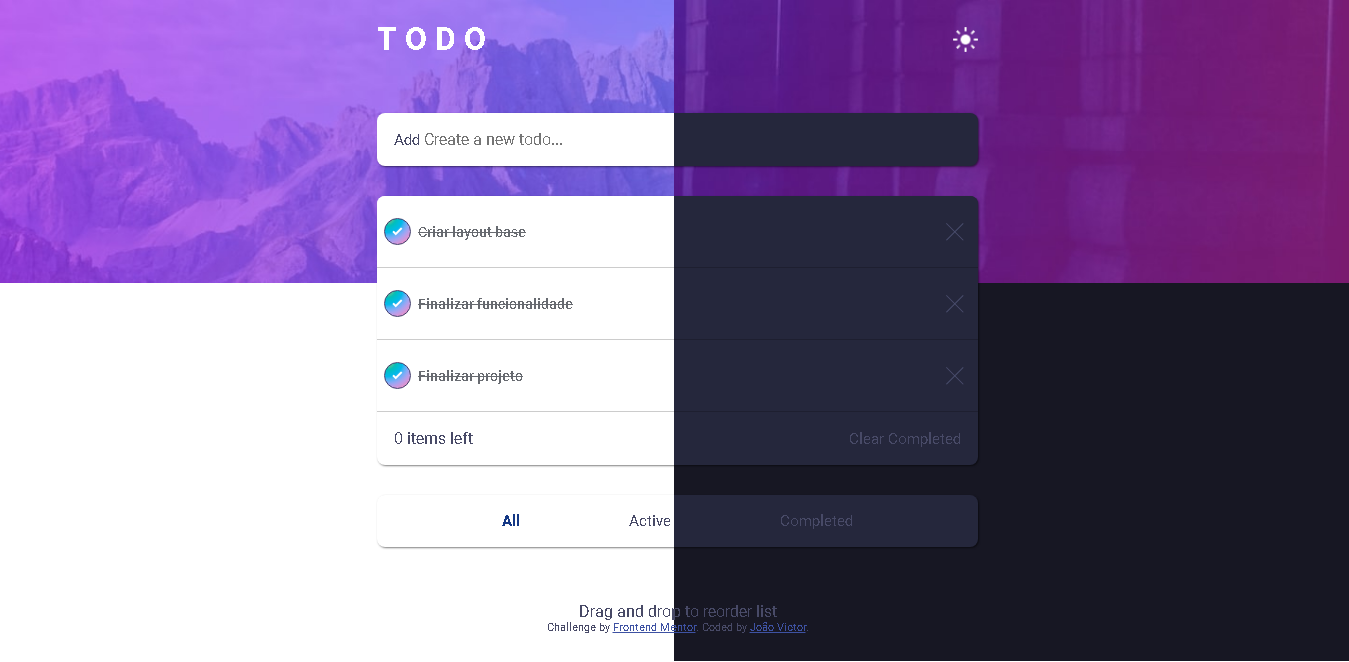 TODO
Add Create a new todo...
Criar layout base
Finalizar funcionalidade
Finalizar projeto
0 items left Clear Completed
All Active Completed
Drag and drop to reorder list
Challenge by Frontend Mentor. Coded by João Victor.